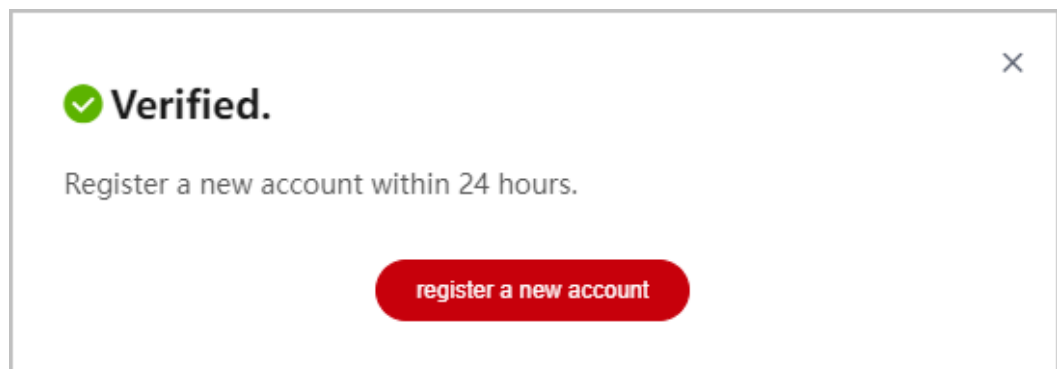 Verified.
Register a new account within 24 hours.
register a new account